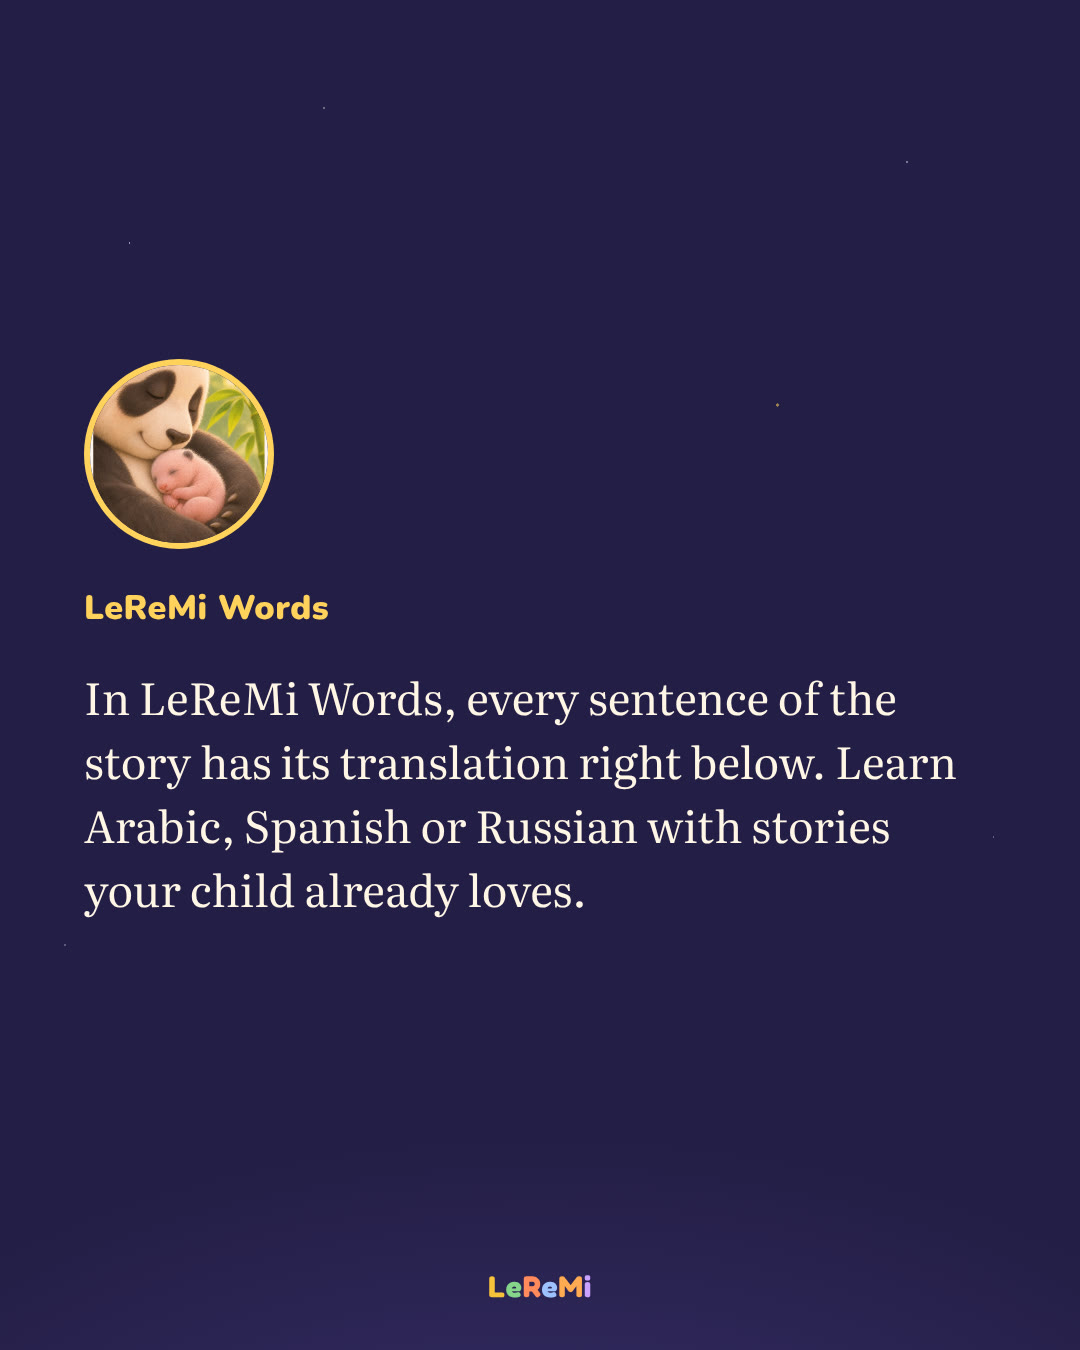 LeReMi Words
In LeReMi Words, every sentence of the
story has its translation right below. Learn
Arabic, Spanish or Russian with stories
your child already loves.
LeReMi